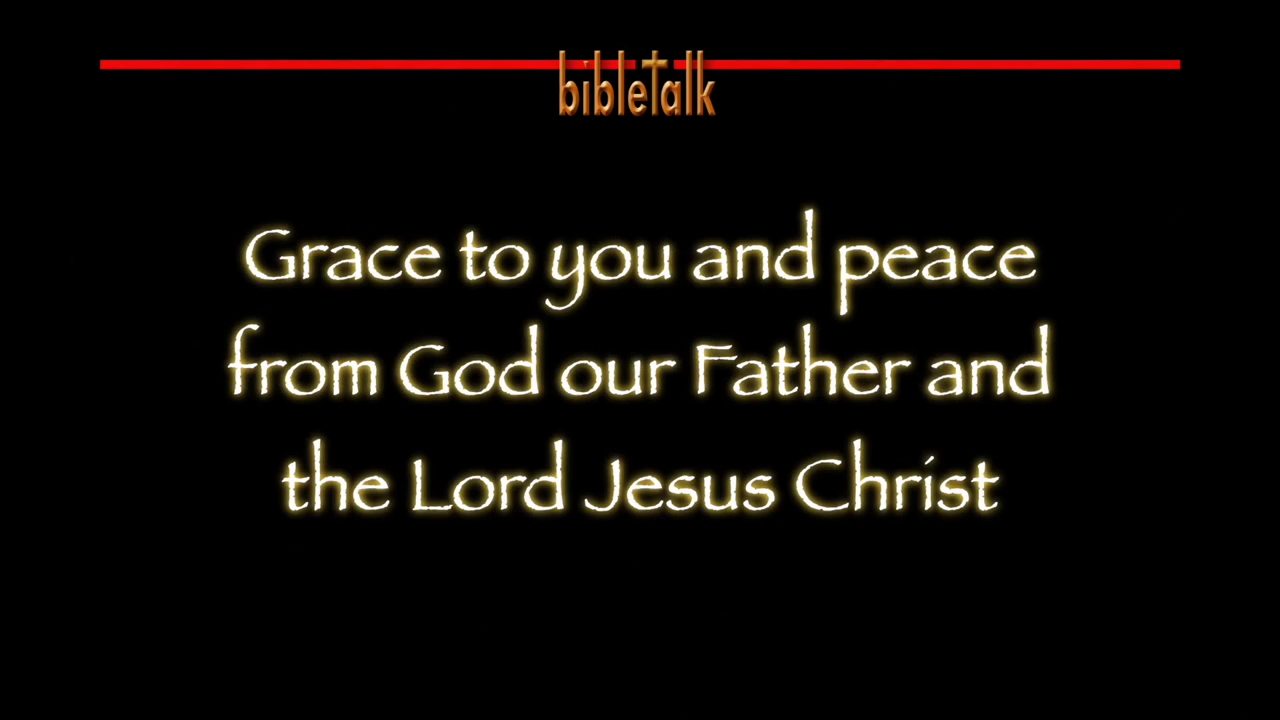 bibleTalk
Grace to you and peace
from God our Father and
the Lord Jesus Christ